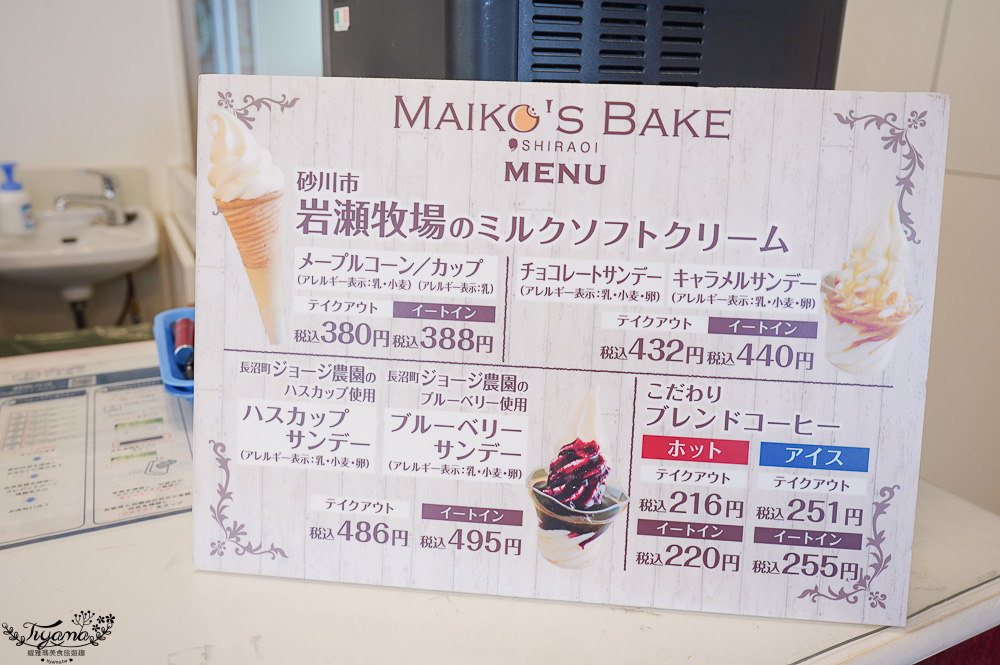 MAIKO'S BAKE
SHIRAOI
MENU
砂川市
岩瀬牧場のミルクソフトクリーム
メープルコーン／カップ
(アレルギー表示：乳・小麦) (アレルギー表示：乳)
テイクアウト イートイン
税込380円 税込388円
チョコレートサンデー キャラメルサンデー
(アレルギー表示：乳・小麦・卵) (アレルギー表示：乳・小麦・卵)
テイクアウト イートイン
税込432円 税込440円
長沼町ジョージ農園の
ハスカップ使用
ハスカップ
サンデー
(アレルギー表示：乳・小麦・卵)
長沼町ジョージ農園の
ブルーベリー使用
ブルーベリー
サンデー
(アレルギー表示：乳・小麦・卵)
テイクアウト イートイン
税込486円 税込495円
こだわり
ブレンドコーヒー
ホット アイス
テイクアウト テイクアウト
税込216円 税込251円
イートイン イートイン
税込220円 税込255円
Iyama
緹雅瑪美食旅遊趣
tiyama.tw